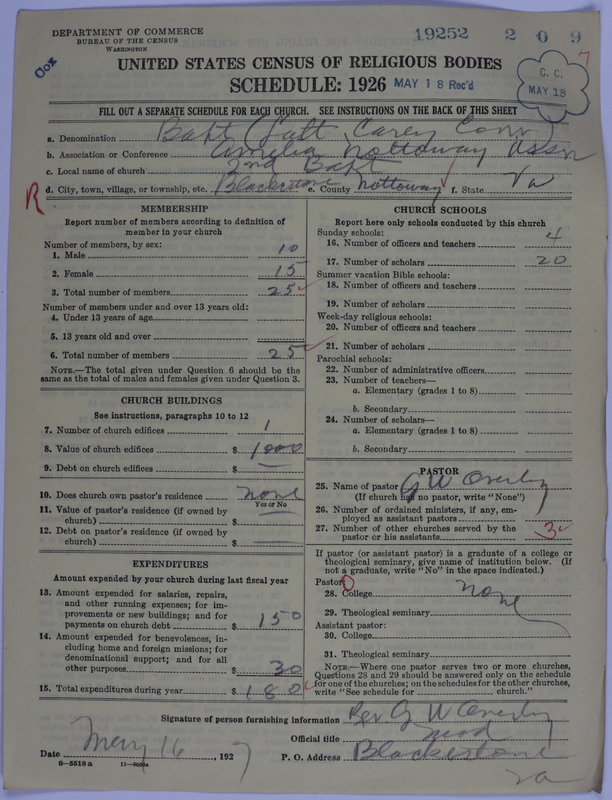 DEPARTMENT OF COMMERCE
BUREAU OF THE CENSUS
WASHINGTON
19252 2 0 9
7
Cox
UNITED STATES CENSUS OF RELIGIOUS BODIES
SCHEDULE: 1926 MAY 18 Rec'd
C. C.
MAY 18
FILL OUT A SEPARATE SCHEDULE FOR EACH CHURCH. SEE INSTRUCTIONS ON THE BACK OF THIS SHEET
a. Denomination Bapt (Lott Carey Conv)
b. Association or Conference Amelia Nottoway Assn
c. Local name of church 2nd Bapt
d. City, town, village, or township, etc. Blackstone e. County Nottoway f. State Va
R
MEMBERSHIP
Report number of members according to definition of
member in your church
Number of members, by sex:
1. Male 10
2. Female 15
3. Total number of members 25
Number of members under and over 13 years old:
4. Under 13 years of age
5. 13 years old and over
6. Total number of members 25
NOTE.—The total given under Question 6 should be the
same as the total of males and females given under Question 3.
CHURCH BUILDINGS
See instructions, paragraphs 10 to 12
7. Number of church edifices 1
8. Value of church edifices $ 1000
9. Debt on church edifices $ —
10. Does church own pastor's residence none
Yes or No
11. Value of pastor's residence (if owned by
church) $ —
12. Debt on pastor's residence (if owned by
church) $ —
EXPENDITURES
Amount expended by your church during last fiscal year
13. Amount expended for salaries, repairs,
and other running expenses; for im-
provements or new buildings; and for
payments on church debt $ 150
14. Amount expended for benevolences, in-
cluding home and foreign missions; for
denominational support; and for all
other purposes $ 30
15. Total expenditures during year $ 180
CHURCH SCHOOLS
Report here only schools conducted by this church
Sunday schools:
16. Number of officers and teachers 4
17. Number of scholars 20
Summer vacation Bible schools:
18. Number of officers and teachers
19. Number of scholars
Week-day religious schools:
20. Number of officers and teachers
21. Number of scholars
Parochial schools:
22. Number of administrative officers
23. Number of teachers—
a. Elementary (grades 1 to 8)
b. Secondary
24. Number of scholars—
a. Elementary (grades 1 to 8)
b. Secondary
PASTOR
25. Name of pastor G W Overby
(If church has no pastor, write "None")
26. Number of ordained ministers, if any, em-
ployed as assistant pastors
27. Number of other churches served by the
pastor or his assistants 3
If pastor (or assistant pastor) is a graduate of a college or
theological seminary, give name of institution below. (If
not a graduate, write "No" in the space indicated.)
Pastor: 0
28. College none
29. Theological seminary
Assistant pastor:
30. College
31. Theological seminary
NOTE.—Where one pastor serves two or more churches,
Questions 28 and 29 should be answered only on the schedule
for one of the churches; on the schedules for the other churches,
write "See schedule for church."
Signature of person furnishing information Rev. G W Overby
Official title mod
Date May 16, 1927 P. O. Address Blackstone
Va
8—5518 a